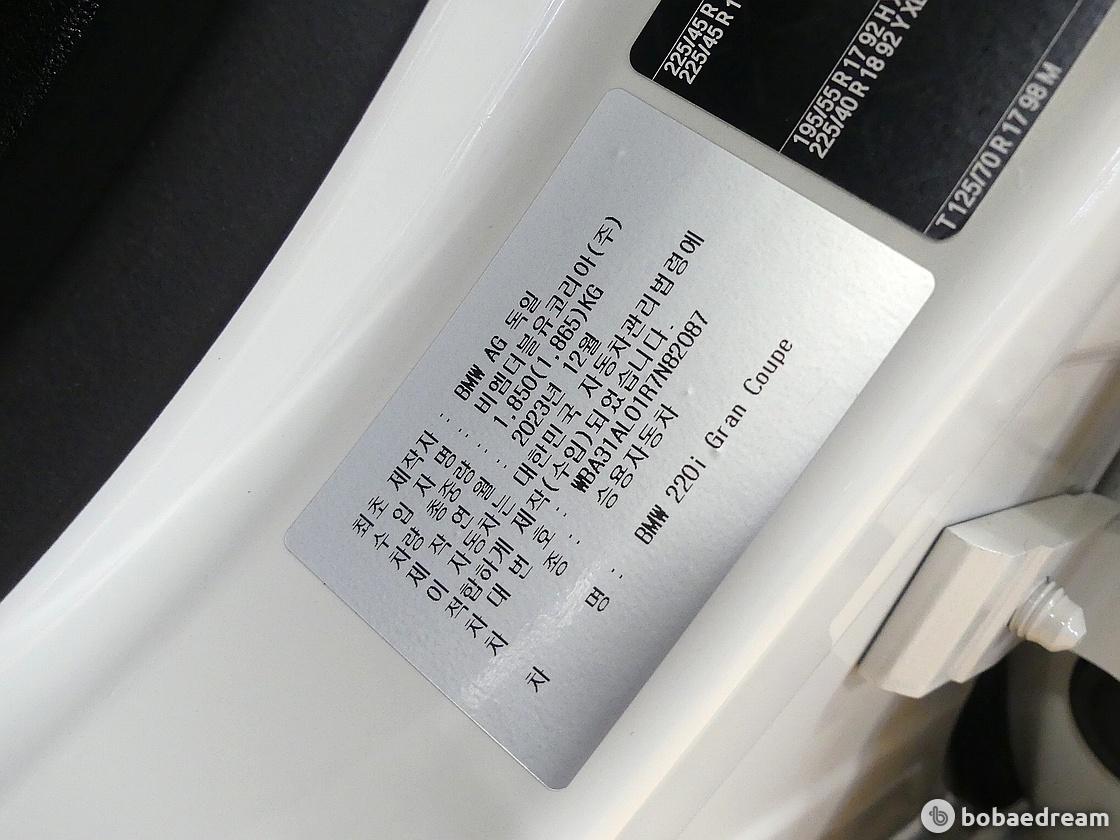 225/45 R
225/45 R 1
195/55 R 17 92 H
225/40 R 18 92 Y XL
T 125/70 R 17 98 M
최초 제작자 : BMW AG 독일
수 입 자 명 : 비엠더블유코리아(주)
차량 총중량 : 1,850(1,865)KG
제 작 연 월 : 2023년 12월
이 자동차는 대한민국 자동차관리법령에
적합하게 제작(수입)되었습니다.
차 대 번 호 : WBA31AL01R7N82087
차 종 : 승용자동차
차 명 : BMW 220i Gran Coupe
bobaedream